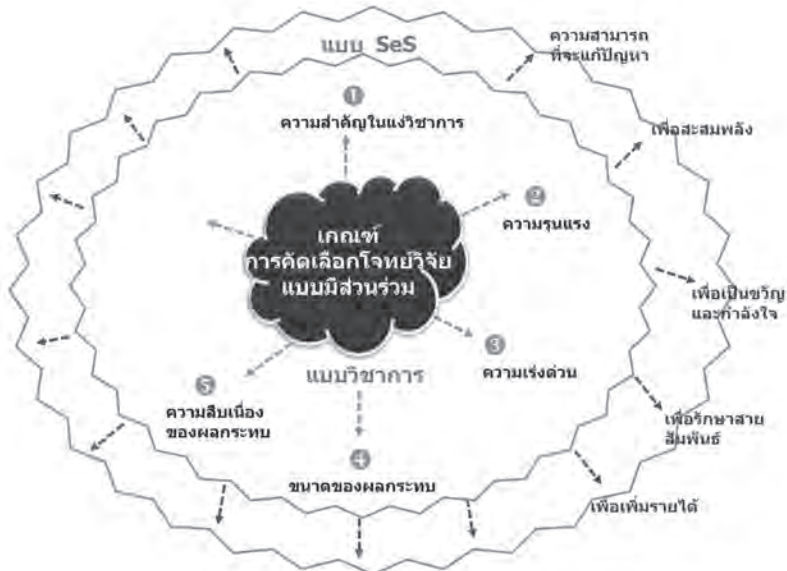 แบบ SeS
ความสามารถ
ที่จะแก้ปัญหา
1
ความสำคัญในแง่วิชาการ
เพื่อสะสมพลัง
2
ความรุนแรง
เกณฑ์
การคัดเลือกโจทย์วิจัย
แบบมีส่วนร่วม
เพื่อเป็นขวัญ
และกำลังใจ
3
ความเร่งด่วน
แบบวิชาการ
5
ความสืบเนื่อง
ของผลกระทบ
เพื่อรักษาสาย
สัมพันธ์
4
ขนาดของผลกระทบ
เพื่อเพิ่มรายได้